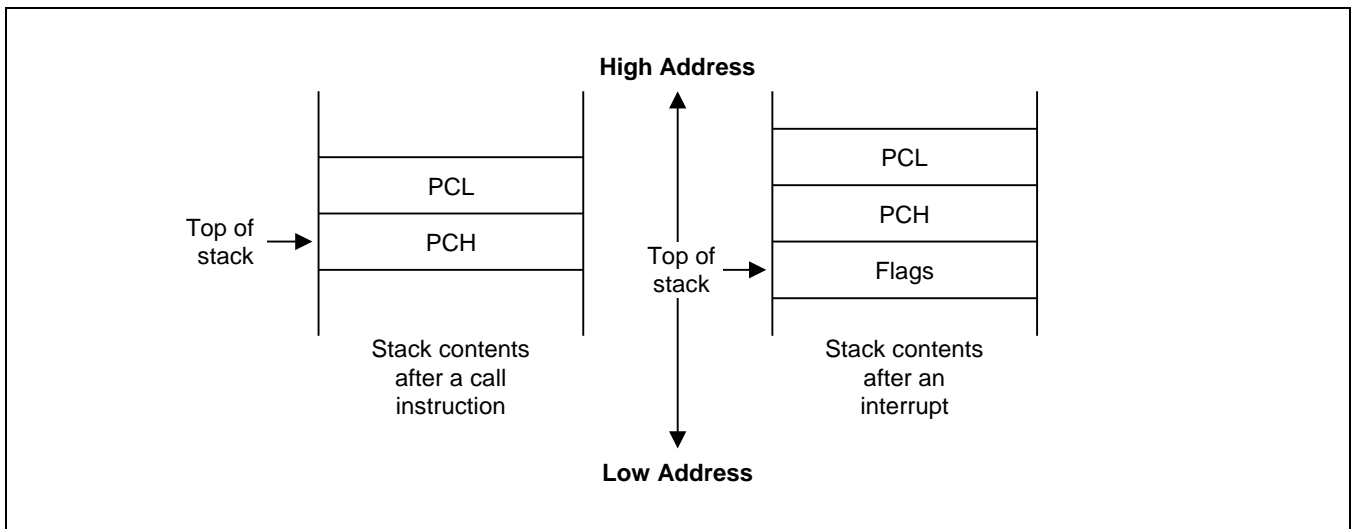 High Address
PCL
PCH
Top of
stack
Stack contents
after a call
instruction
Top of
stack
PCL
PCH
Flags
Stack contents
after an
interrupt
Low Address